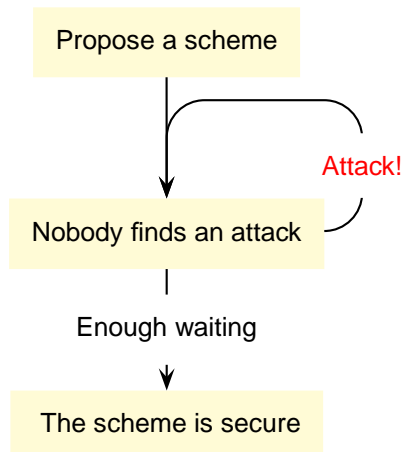 Propose a scheme
Attack!
Nobody finds an attack
Enough waiting
The scheme is secure